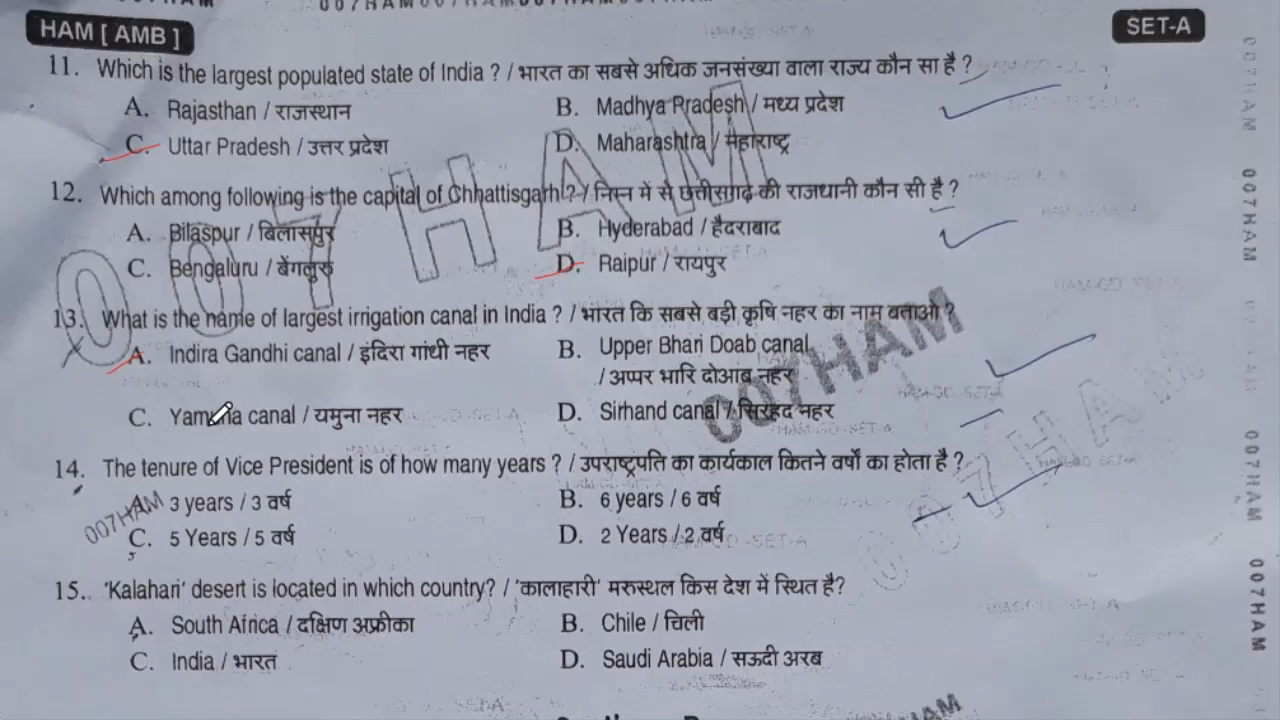 HAM [ AMB ]
SET-A
11. Which is the largest populated state of India ? / भारत का सबसे अधिक जनसंख्या वाला राज्य कौन सा है ?
A. Rajasthan / राजस्थान
B. Madhya Pradesh / मध्य प्रदेश
C. Uttar Pradesh / उत्तर प्रदेश
D. Maharashtra / महाराष्ट्र
12. Which among following is the capital of Chhattisgarh ? / निम्न में से छत्तीसगढ़ की राजधानी कौन सी है ?
A. Bilaspur / बिलासपुर
B. Hyderabad / हैदराबाद
C. Bengaluru / बेंगलुरु
D. Raipur / रायपुर
13. What is the name of largest irrigation canal in India ? / भारत कि सबसे बड़ी कृषि नहर का नाम बताओ ?
A. Indira Gandhi canal / इंदिरा गांधी नहर
B. Upper Bhari Doab canal
/ अप्पर भारि दोआब नहर
C. Yamuna canal / यमुना नहर
D. Sirhand canal / सिरहद नहर
14. The tenure of Vice President is of how many years ? / उपराष्ट्रपति का कार्यकाल कितने वर्षों का होता है ?
A. 3 years / 3 वर्ष
B. 6 years / 6 वर्ष
C. 5 Years / 5 वर्ष
D. 2 Years / 2 वर्ष
15. 'Kalahari' desert is located in which country? / 'कालाहारी' मरुस्थल किस देश में स्थित है?
A. South Africa / दक्षिण अफ्रीका
B. Chile / चिली
C. India / भारत
D. Saudi Arabia / सऊदी अरब
007HAM
007HAM
007HAM
007HAM
007HAM
007HAM
007HAM
007HAM